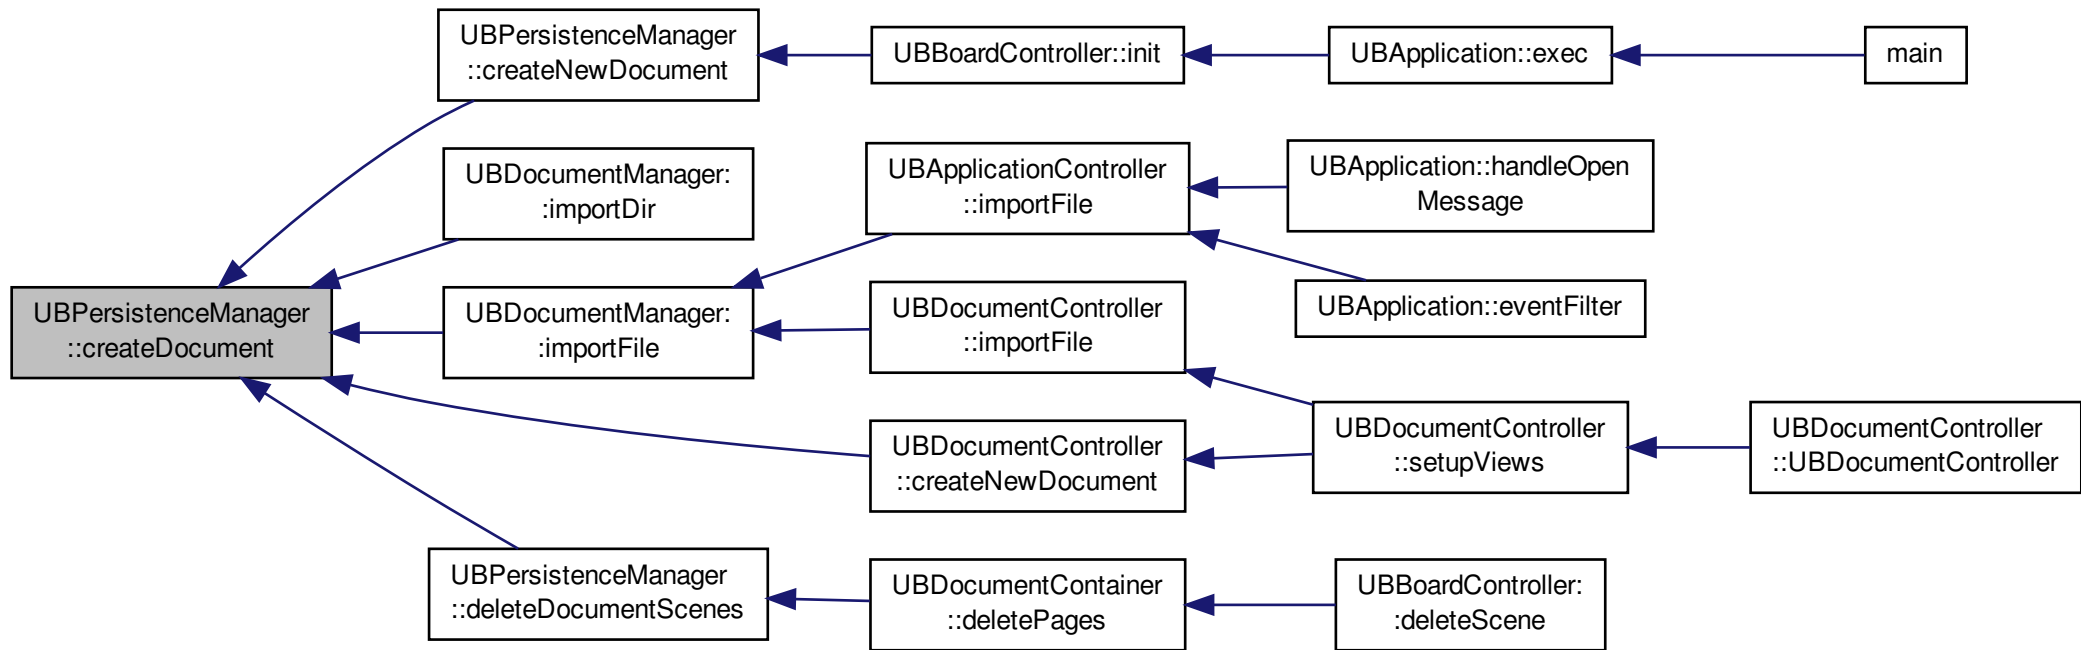 UBPersistenceManager
::createNewDocument
UBBoardController::init
UBApplication::exec
main
UBDocumentManager:
:importDir
UBApplicationController
::importFile
UBApplication::handleOpen
Message
UBPersistenceManager
::createDocument
UBDocumentManager:
:importFile
UBDocumentController
::importFile
UBApplication::eventFilter
UBDocumentController
::createNewDocument
UBDocumentController
::setupViews
UBDocumentController
::UBDocumentController
UBPersistenceManager
::deleteDocumentScenes
UBDocumentContainer
::deletePages
UBBoardController:
:deleteScene